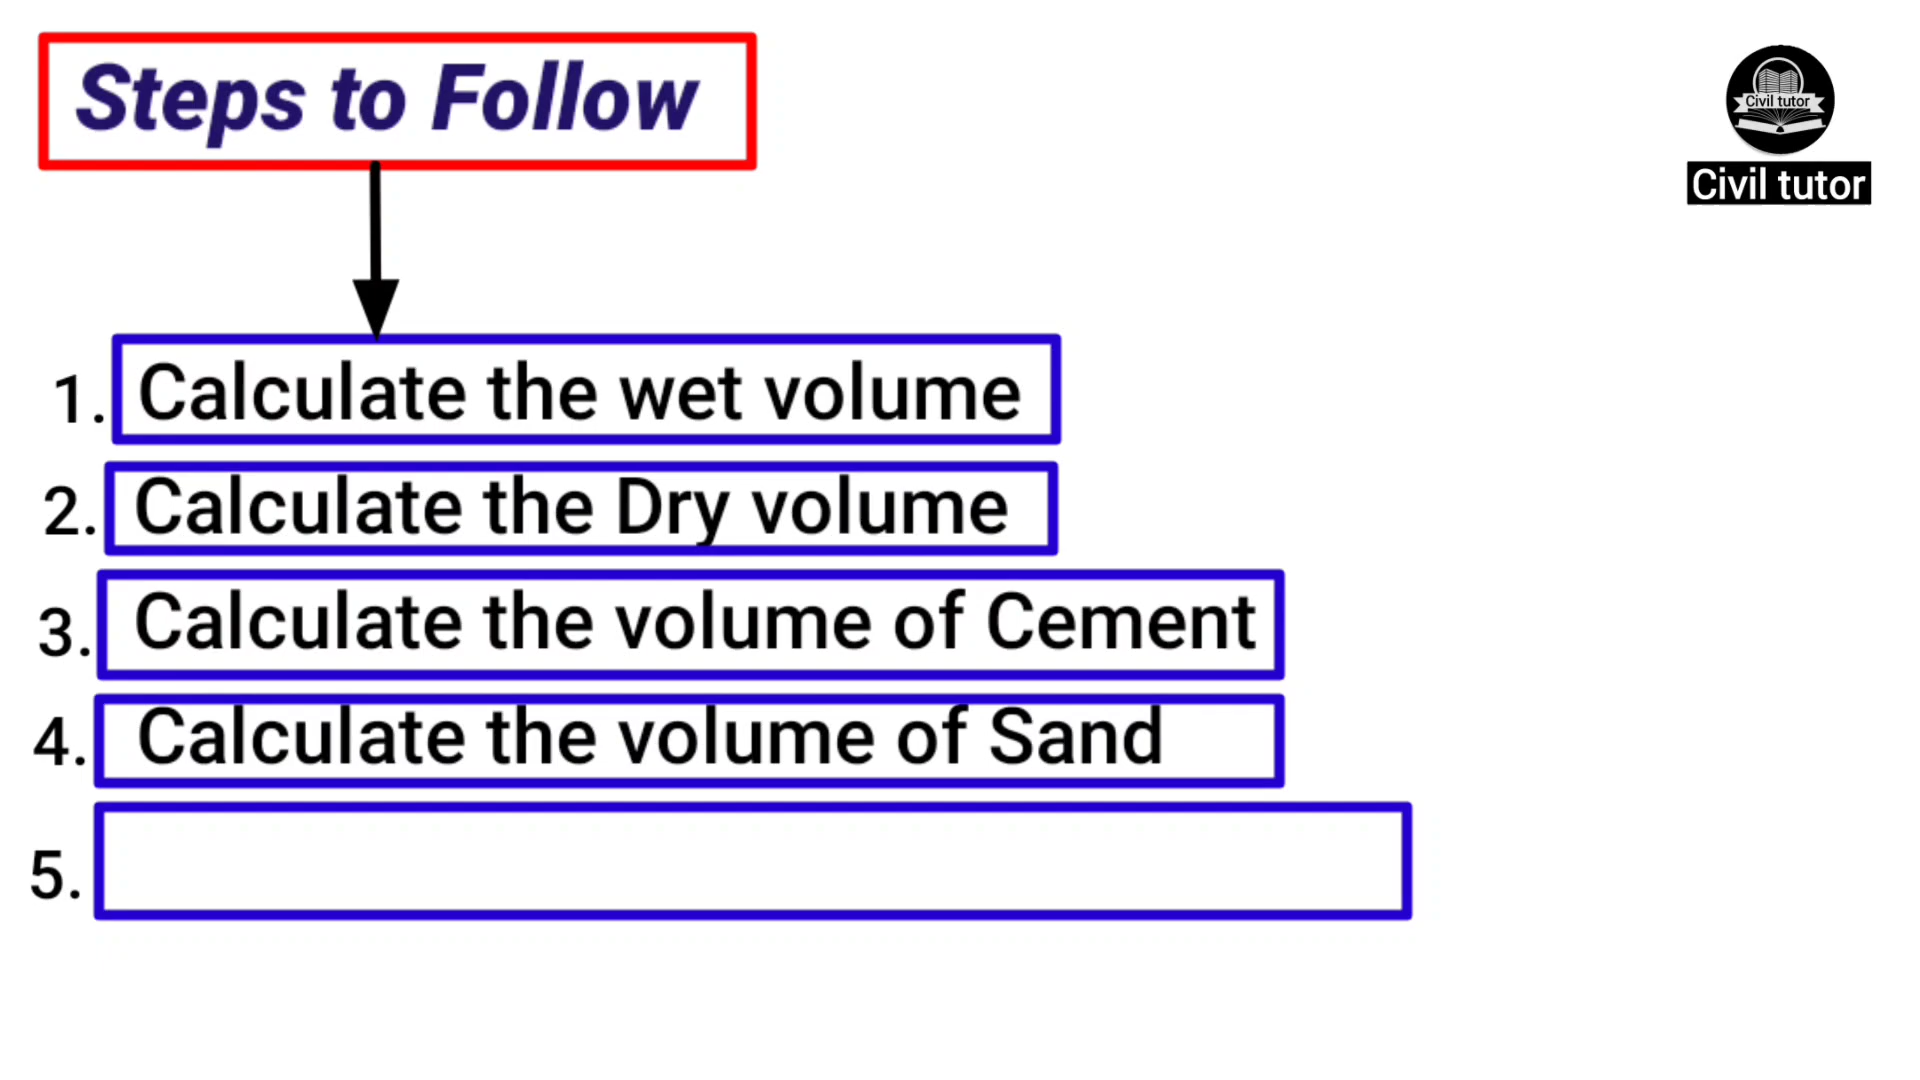 Steps to Follow
Civil tutor
Civil tutor
1. Calculate the wet volume
2. Calculate the Dry volume
3. Calculate the volume of Cement
4. Calculate the volume of Sand
5.